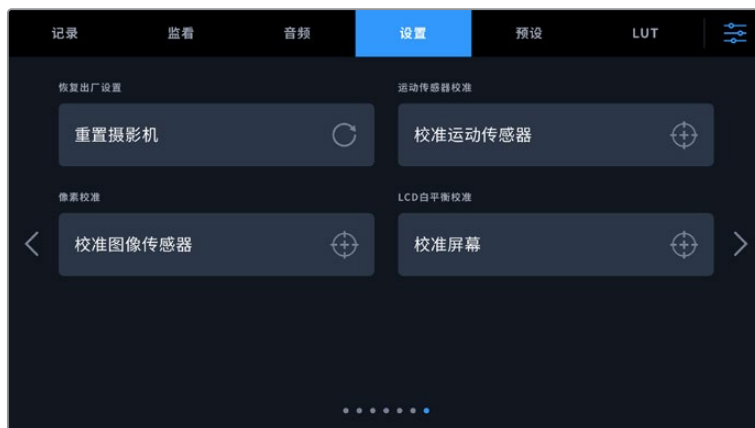 记录 监看 音频 设置 预设 LUT
恢复出厂设置 运动传感器校准
重置摄影机 校准运动传感器
像素校准 LCD白平衡校准
校准图像传感器 校准屏幕